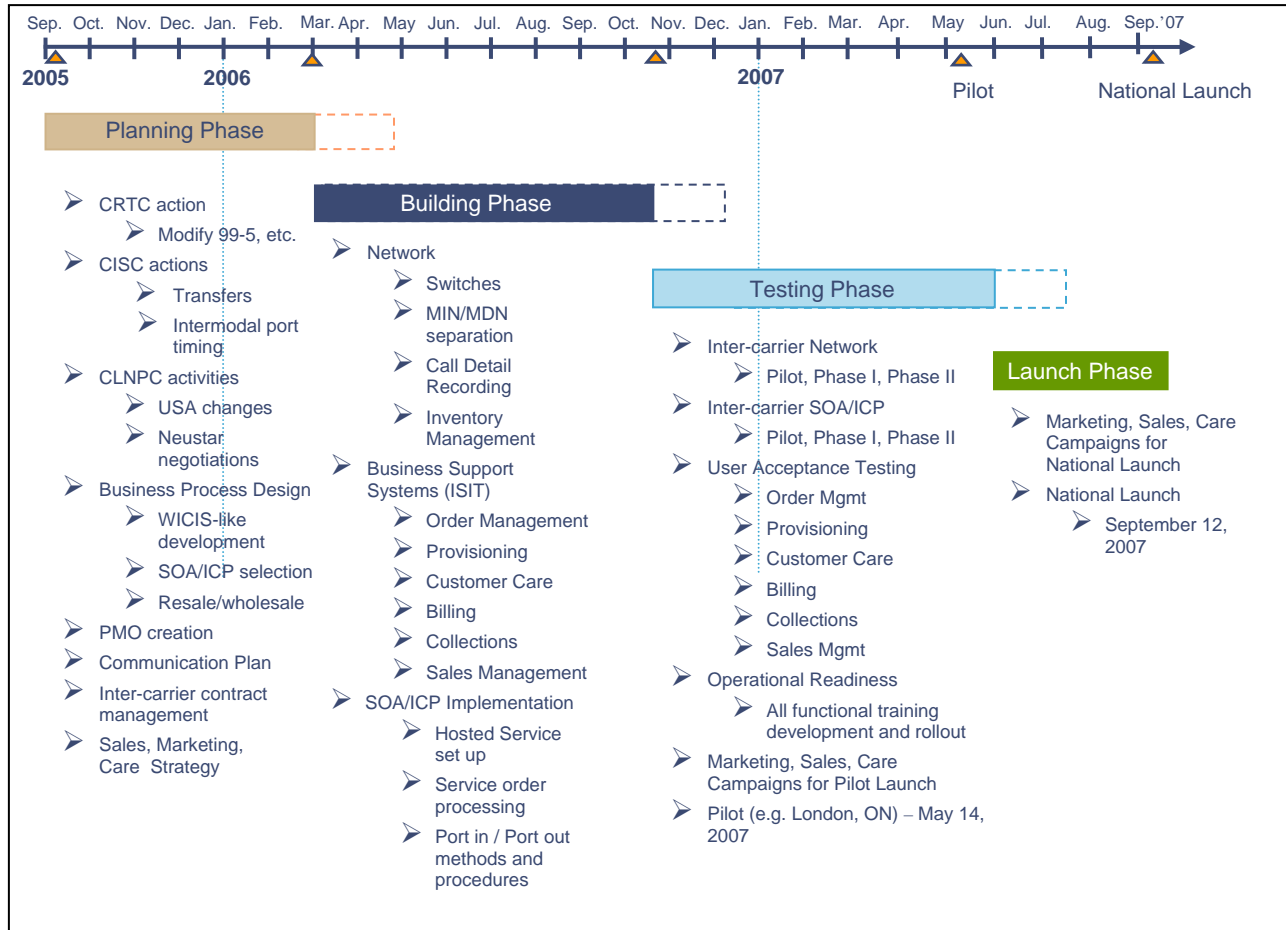 Sep. Oct. Nov. Dec. Jan. Feb. Mar. Apr. May Jun. Jul. Aug. Sep. Oct. Nov. Dec. Jan. Feb. Mar. Apr. May Jun. Jul. Aug. Sep.'07
2005 2006 2007
Pilot National Launch
Planning Phase
CRTC action
Modify 99-5, etc.
CISC actions
Transfers
Intermodal port
timing
CLNPC activities
USA changes
Neustar
negotiations
Business Process Design
WICIS-like
development
SOA/ICP selection
Resale/wholesale
PMO creation
Communication Plan
Inter-carrier contract
management
Sales, Marketing,
Care Strategy
Building Phase
Network
Switches
MIN/MDN
separation
Call Detail
Recording
Inventory
Management
Business Support
Systems (ISIT)
Order Management
Provisioning
Customer Care
Billing
Collections
Sales Management
SOA/ICP Implementation
Hosted Service
set up
Service order
processing
Port in / Port out
methods and
procedures
Testing Phase
Inter-carrier Network
Pilot, Phase I, Phase II
Inter-carrier SOA/ICP
Pilot, Phase I, Phase II
User Acceptance Testing
Order Mgmt
Provisioning
Customer Care
Billing
Collections
Sales Mgmt
Operational Readiness
All functional training
development and rollout
Marketing, Sales, Care
Campaigns for Pilot Launch
Pilot (e.g. London, ON) – May 14,
2007
Launch Phase
Marketing, Sales, Care
Campaigns for
National Launch
National Launch
September 12,
2007